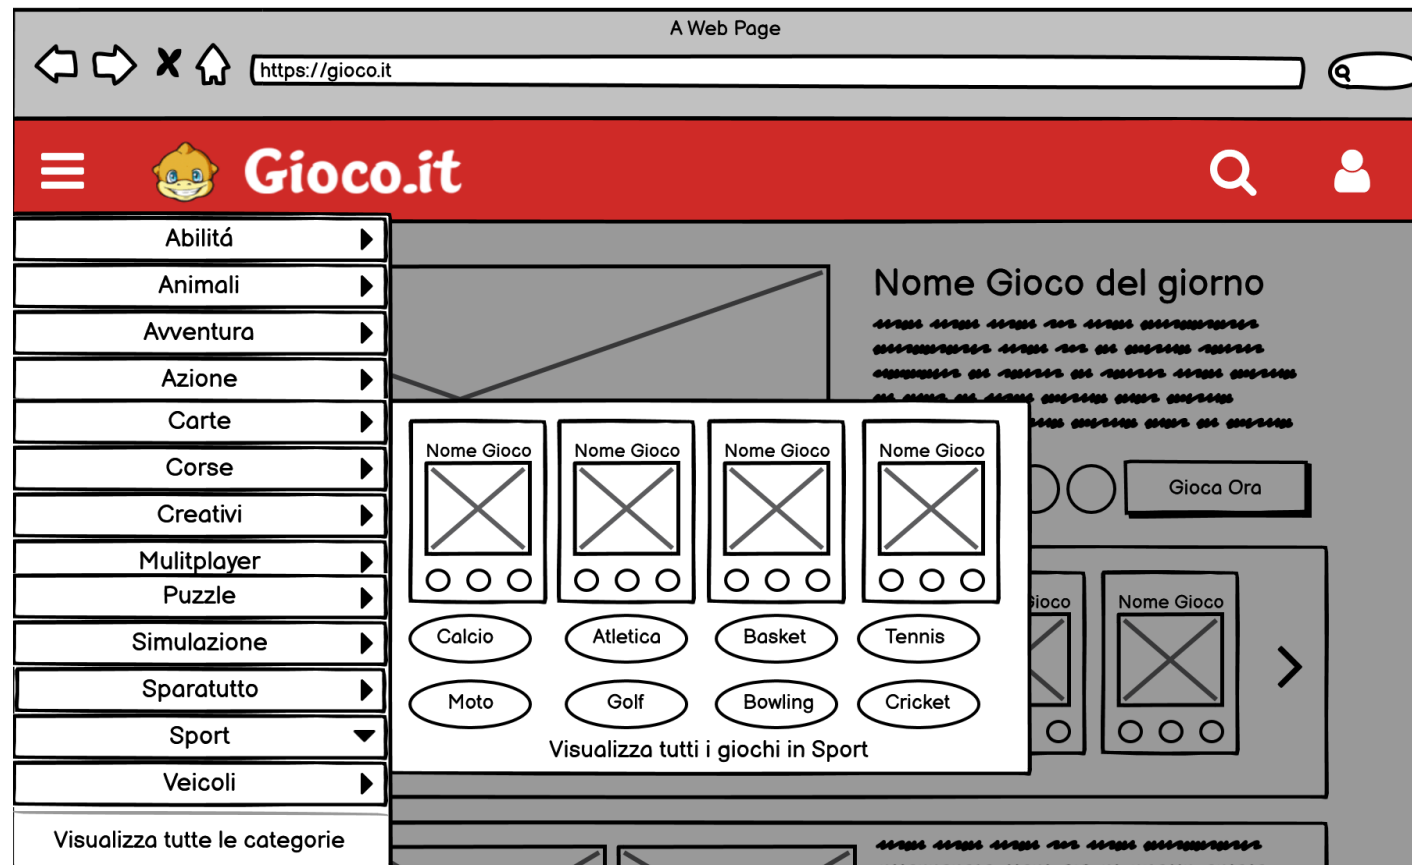 A Web Page
https://gioco.it
Gioco.it
Abilitá
Animali
Avventura
Azione
Carte
Corse
Creativi
Mulitplayer
Puzzle
Simulazione
Sparatutto
Sport
Veicoli
Visualizza tutte le categorie
Nome Gioco del giorno
Gioca Ora
Nome Gioco Nome Gioco Nome Gioco Nome Gioco
Calcio Atletica Basket Tennis
Moto Golf Bowling Cricket
Visualizza tutti i giochi in Sport
Gioco Nome Gioco